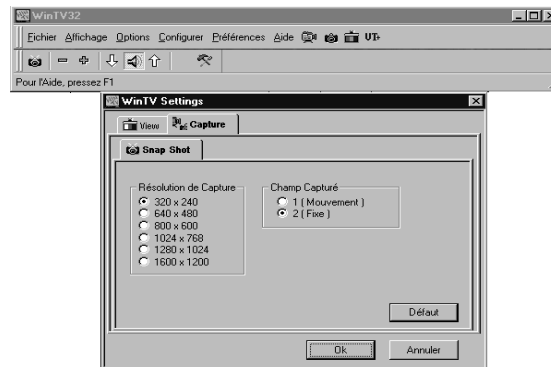 WinTV32
Fichier Affichage Options Configurer Préférences Aide UT▸
Pour l'Aide, pressez F1
WinTV Settings
View Capture
Snap Shot
Résolution de Capture
320 x 240
640 x 480
800 x 600
1024 x 768
1280 x 1024
1600 x 1200
Champ Capturé
1 ( Mouvement )
2 ( Fixe )
Défaut
Ok Annuler